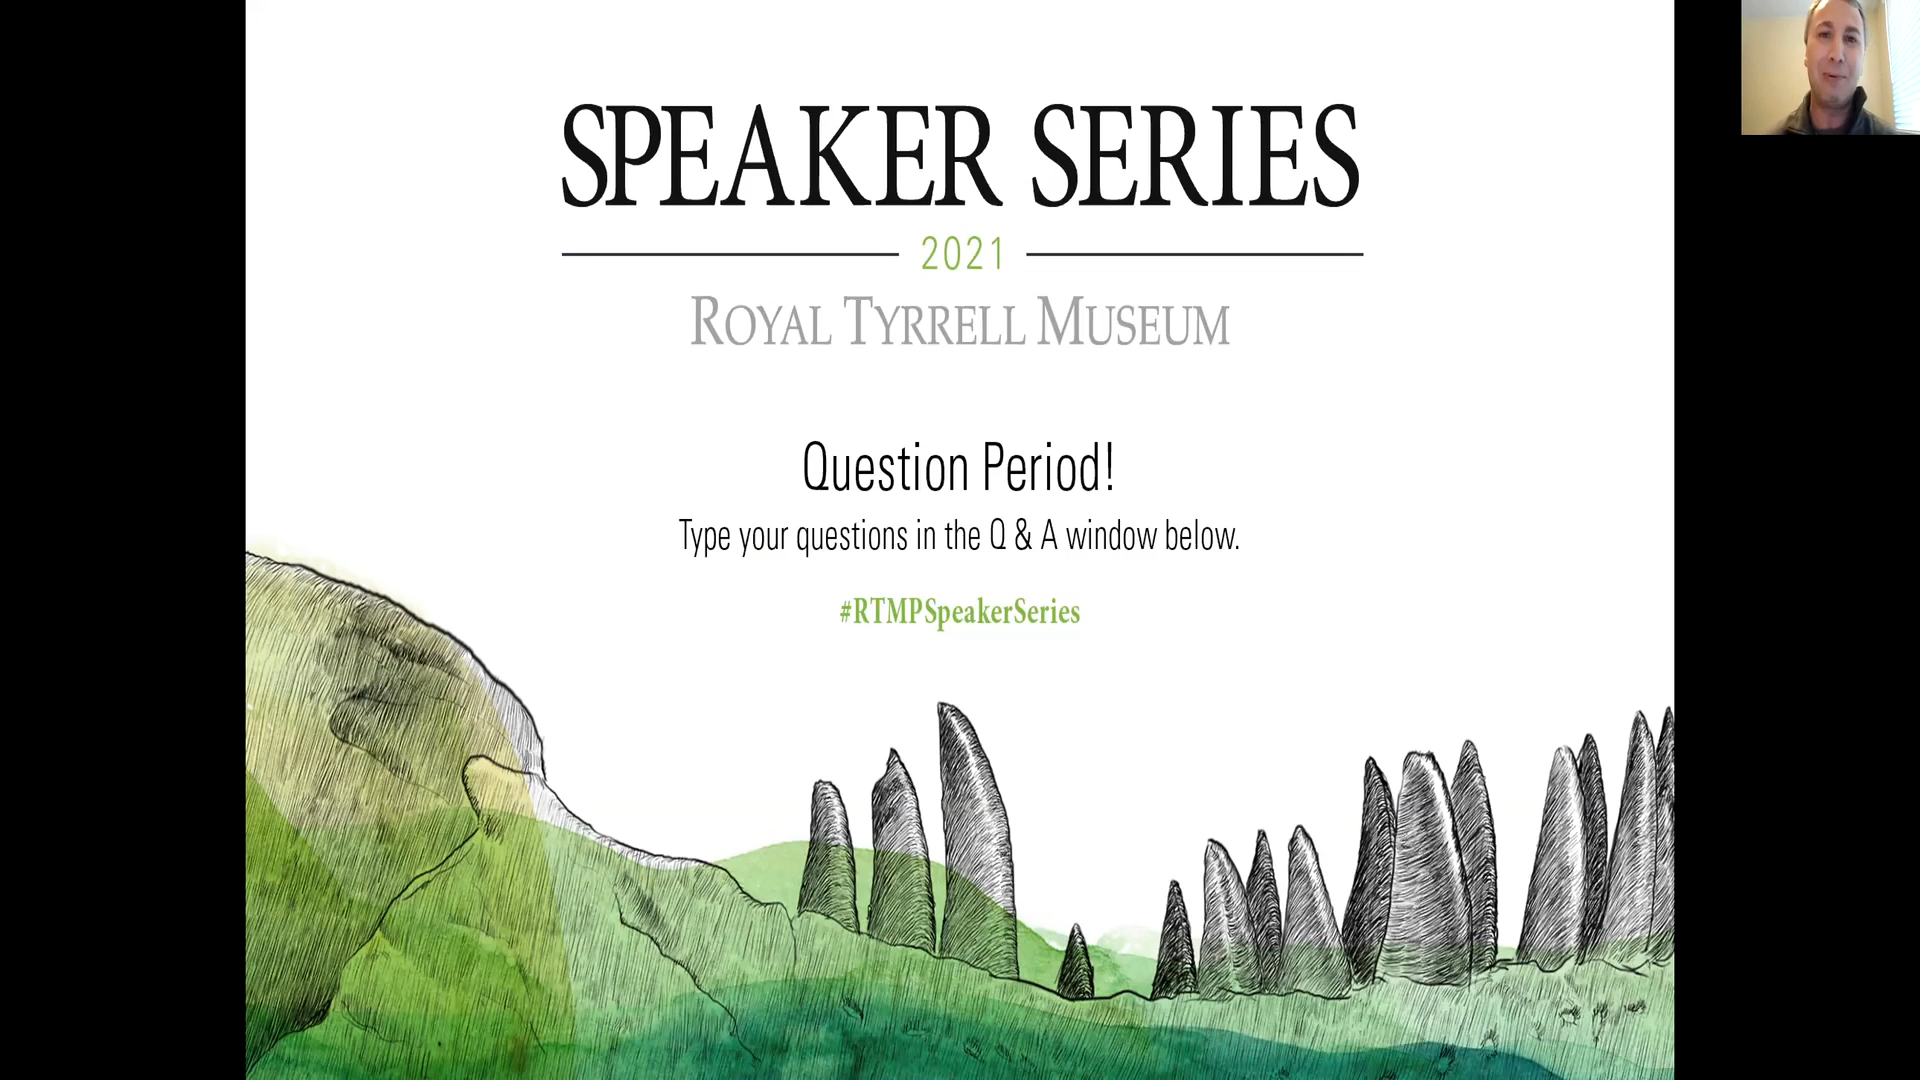 SPEAKER SERIES
2021
ROYAL TYRRELL MUSEUM
Question Period!
Type your questions in the Q & A window below.
#RTMPSpeakerSeries